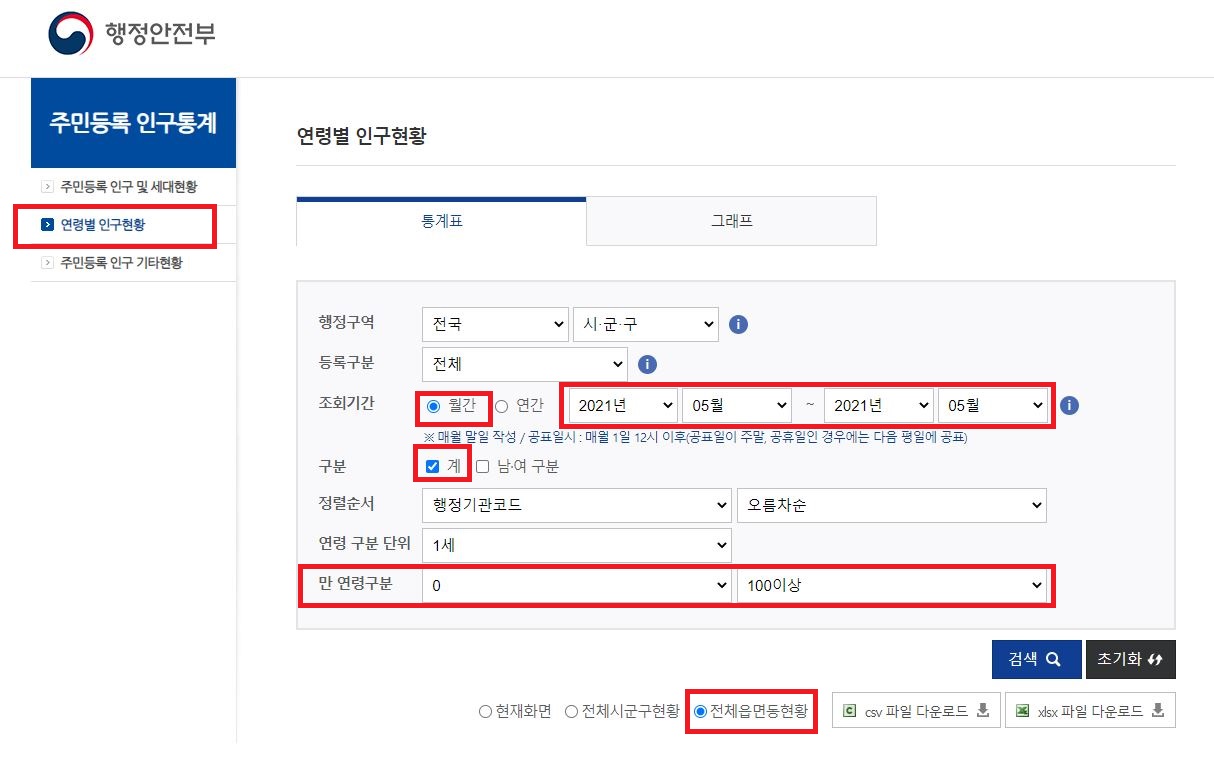 행정안전부
주민등록 인구통계
주민등록 인구 및 세대현황
연령별 인구현황
주민등록 인구 기타현황
연령별 인구현황
통계표 그래프
행정구역 전국 시·군·구
등록구분 전체
조회기간 월간 연간 2021년 05월 ~ 2021년 05월
※ 매월 말일 작성 / 공표일시 : 매월 1일 12시 이후(공표일이 주말, 공휴일인 경우에는 다음 평일에 공표)
구분 계 남·여 구분
정렬순서 행정기관코드 오름차순
연령 구분 단위 1세
만 연령구분 0 100이상
검색 초기화
현재화면 전체시군구현황 전체읍면동현황 csv 파일 다운로드 xlsx 파일 다운로드